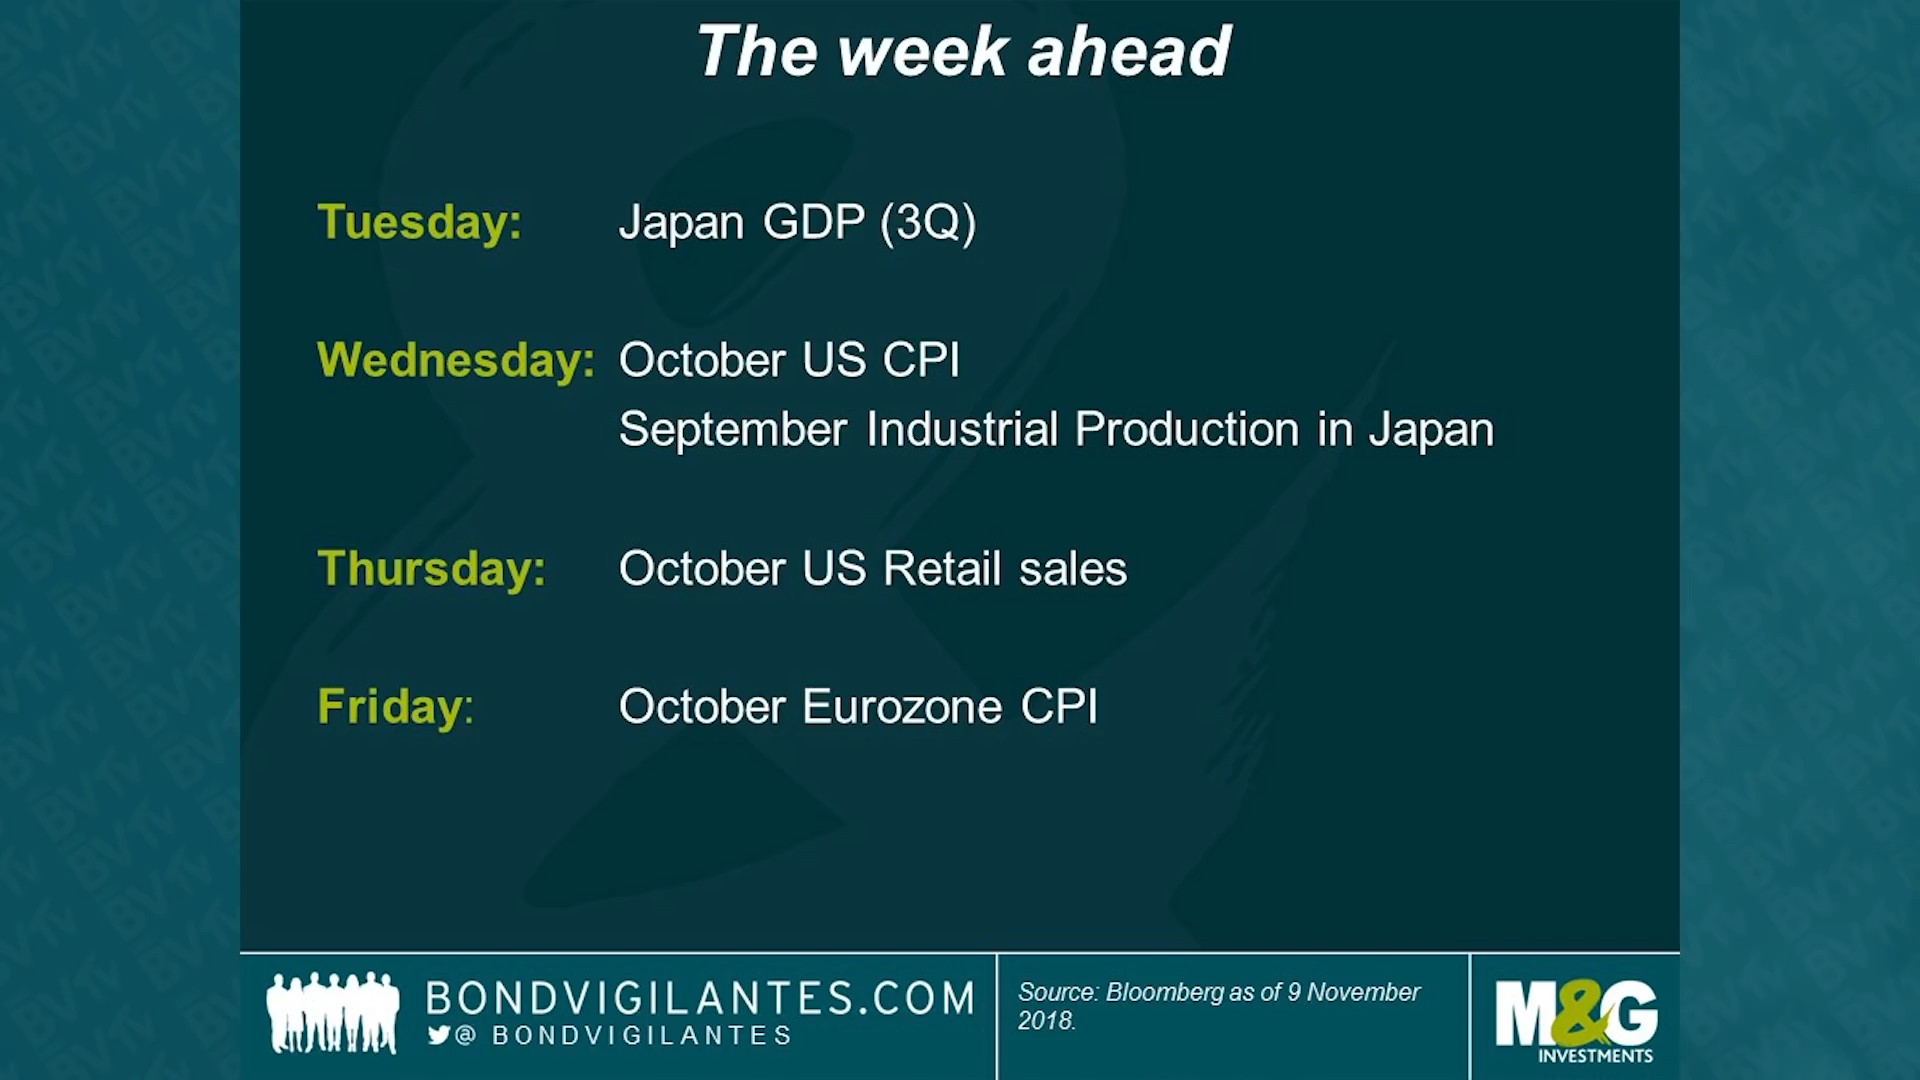 The week ahead
Tuesday: Japan GDP (3Q)
Wednesday: October US CPI
September Industrial Production in Japan
Thursday: October US Retail sales
Friday: October Eurozone CPI
BONDVIGILANTES.COM
@ BONDVIGILANTES
Source: Bloomberg as of 9 November
2018.
M&G
INVESTMENTS